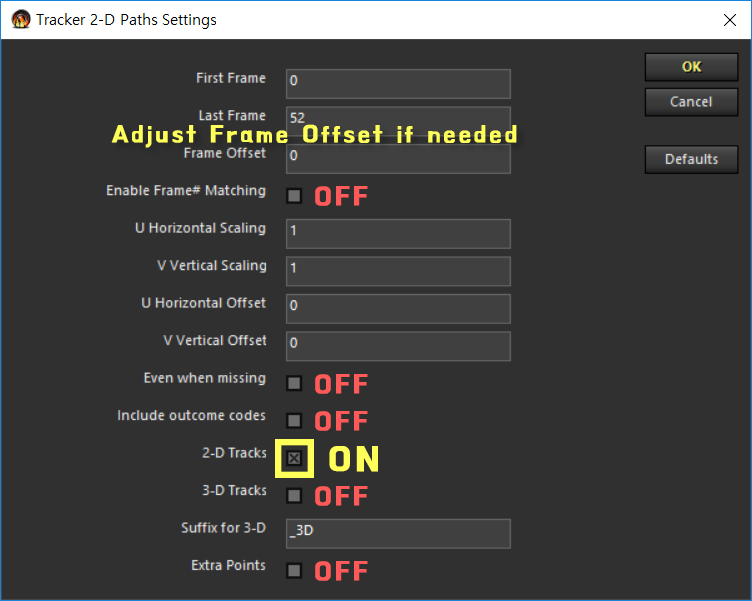 Tracker 2-D Paths Settings
First Frame 0
OK
Last Frame 52
Cancel
Adjust Frame Offset if needed
Frame Offset 0
Defaults
Enable Frame# Matching OFF
U Horizontal Scaling 1
V Vertical Scaling 1
U Horizontal Offset 0
V Vertical Offset 0
Even when missing OFF
Include outcome codes OFF
2-D Tracks ON
3-D Tracks OFF
Suffix for 3-D _3D
Extra Points OFF